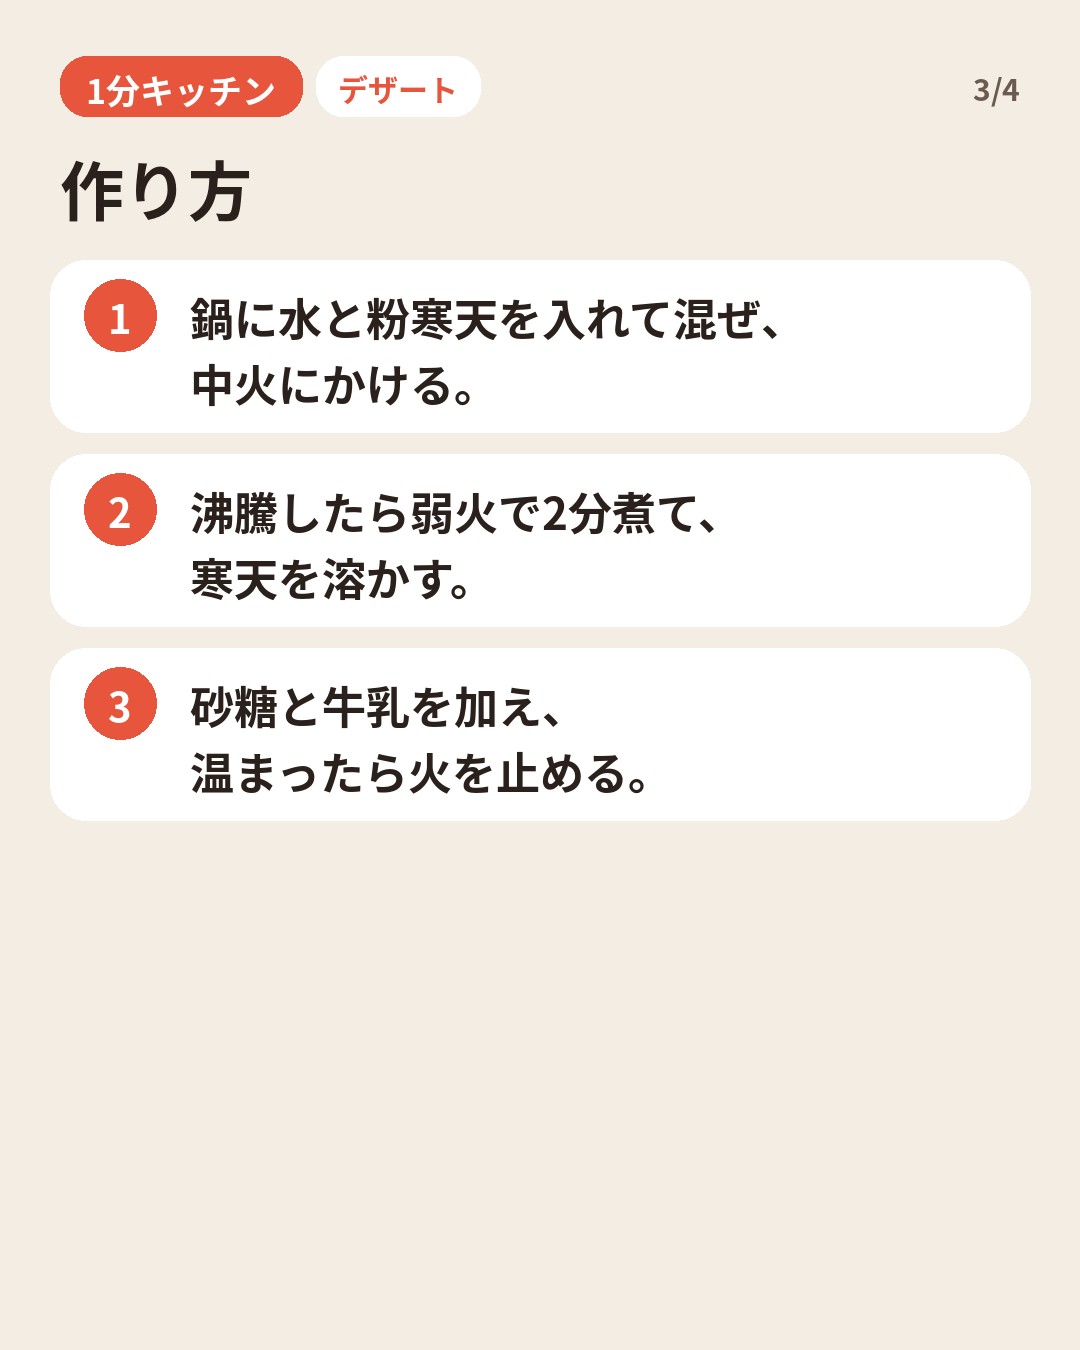 1分キッチン デザート 3/4
作り方
1 鍋に水と粉寒天を入れて混ぜ、
中火にかける。
2 沸騰したら弱火で2分煮て、
寒天を溶かす。
3 砂糖と牛乳を加え、
温まったら火を止める。